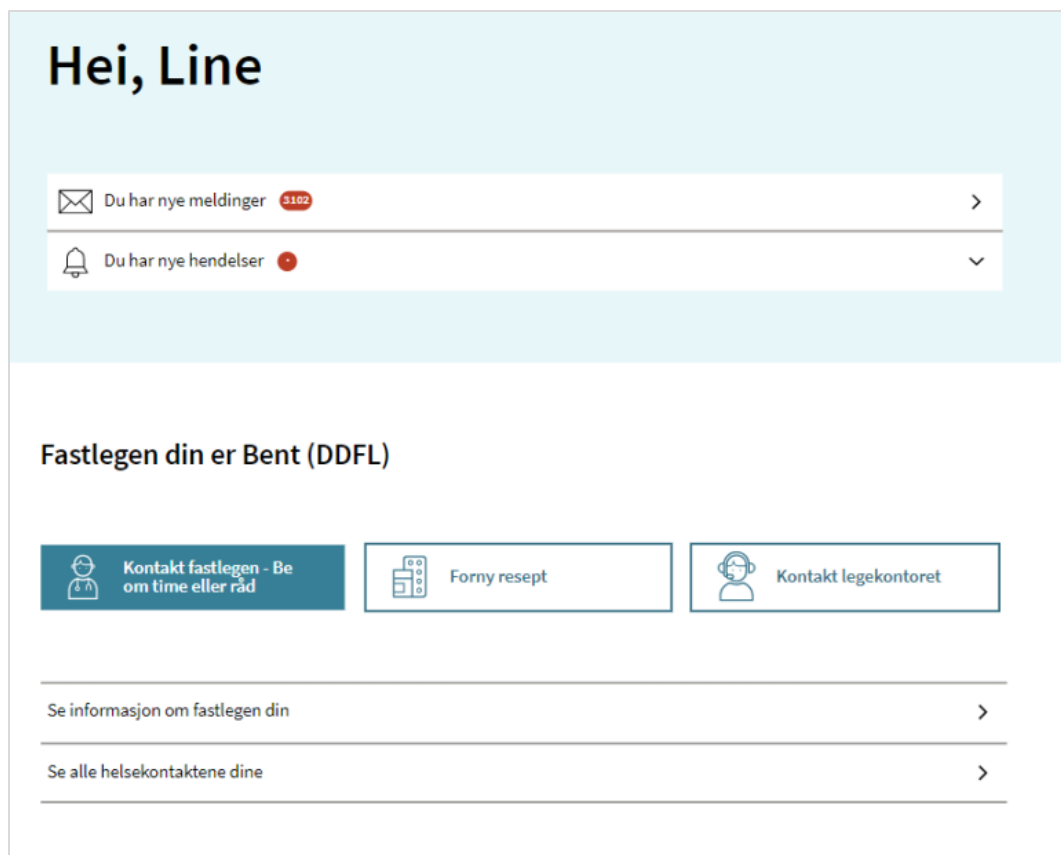 Hei, Line
Du har nye meldinger 3102
Du har nye hendelser
Fastlegen din er Bent (DDFL)
Kontakt fastlegen - Be
om time eller råd
Forny resept
Kontakt legekontoret
Se informasjon om fastlegen din
Se alle helsekontaktene dine